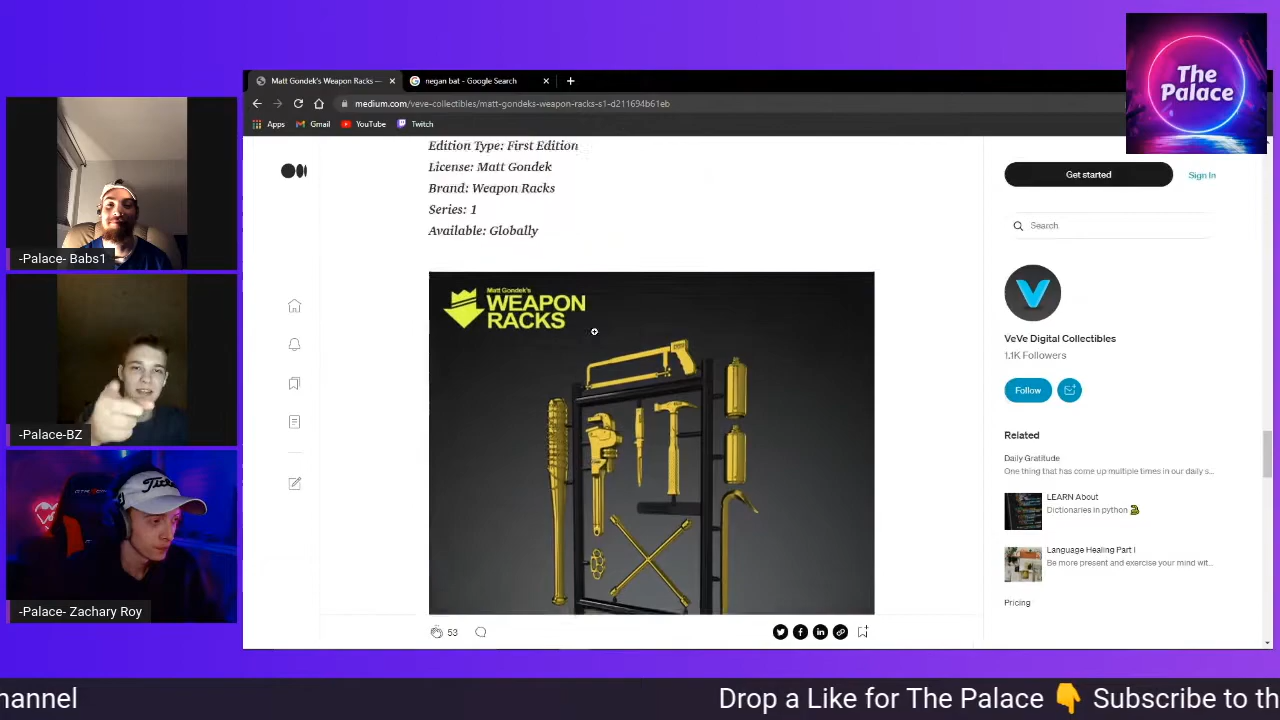 The
Palace
Matt Gondek's Weapon Racks —
negan bat - Google Search
medium.com/veve-collectibles/matt-gondeks-weapon-racks-s1-d211694b61eb
Apps
Gmail
YouTube
Twitch
Edition Type: First Edition
License: Matt Gondek
Brand: Weapon Racks
Series: 1
Available: Globally
Get started
Sign In
Search
Matt Gondek's
WEAPON
RACKS
VeVe Digital Collectibles
1.1K Followers
Follow
Related
Daily Gratitude
One thing that has come up multiple times in our daily s...
LEARN About
Dictionaries in python 🐍
Language Healing Part I
Be more present and exercise your mind wit...
Pricing
53
-Palace- Babs1
-Palace-BZ
Titleist
-Palace- Zachary Roy
hannel
Drop a Like for The Palace 👇 Subscribe to th